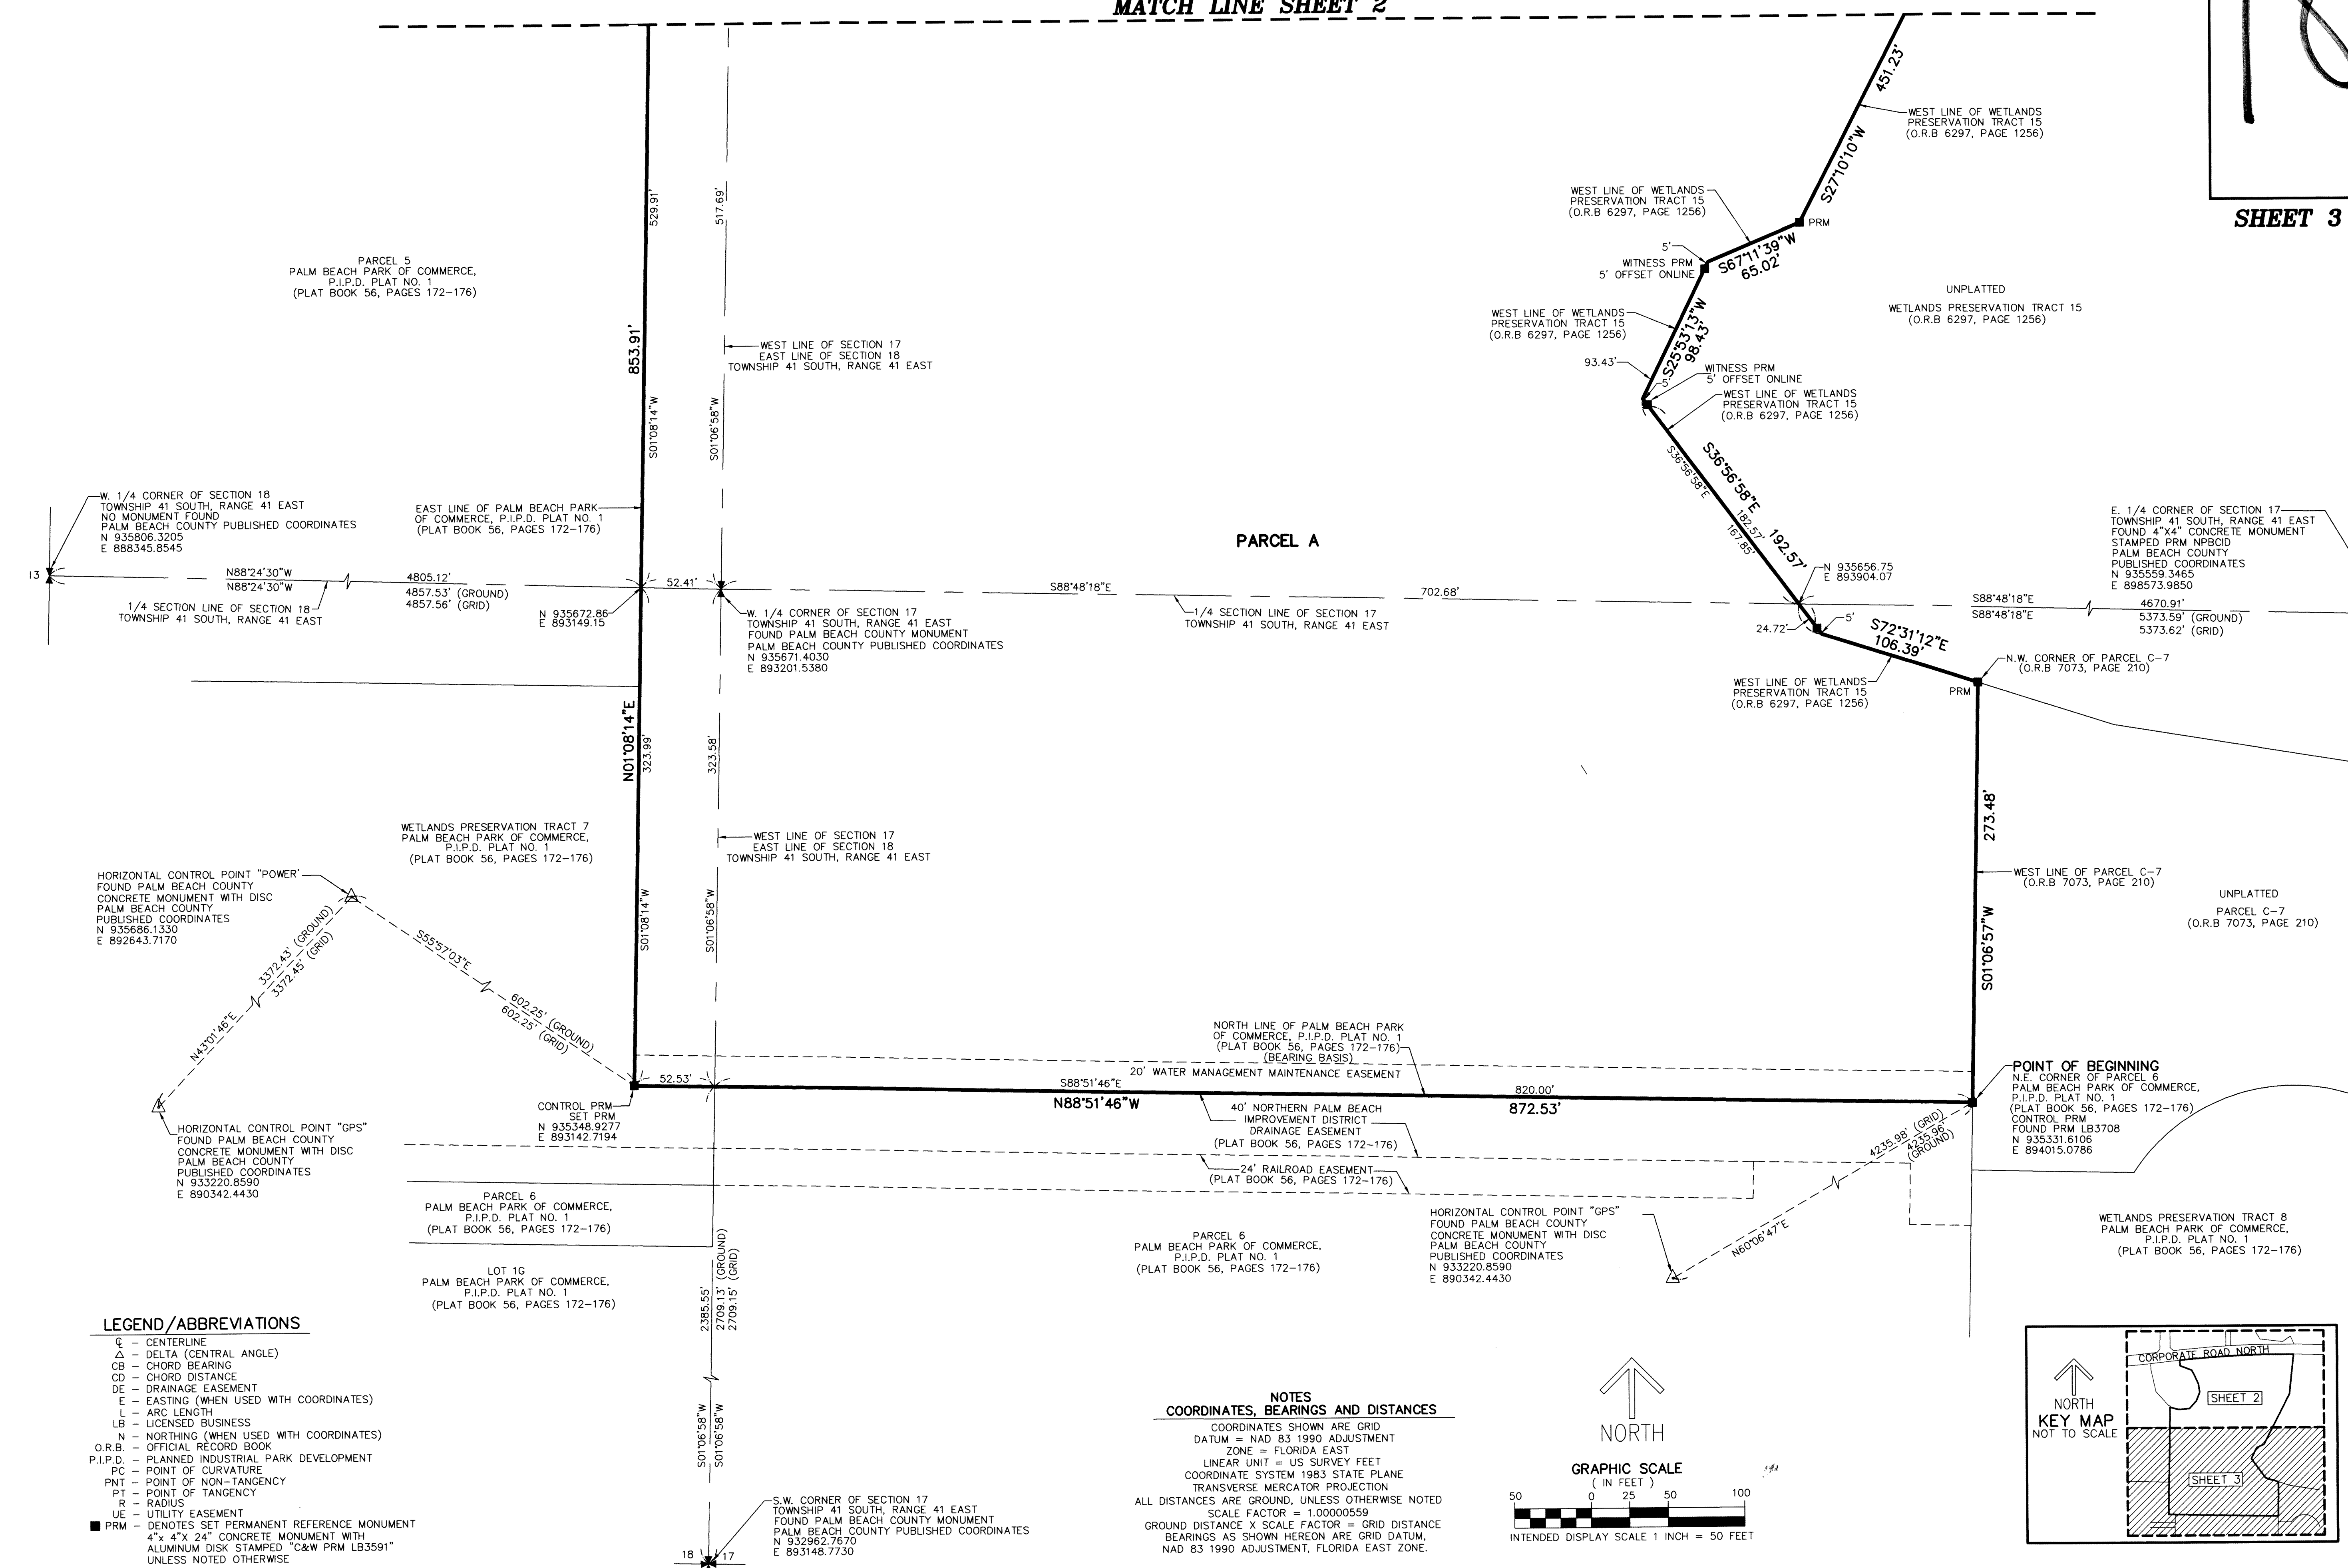 MATCH LINE SHEET 2
SHEET 3
451.23'
S27°10'10"W
WEST LINE OF WETLANDS
PRESERVATION TRACT 15
(O.R.B 6297, PAGE 1256)
PRM
WEST LINE OF WETLANDS
PRESERVATION TRACT 15
(O.R.B 6297, PAGE 1256)
5'
WITNESS PRM
5' OFFSET ONLINE
S67°11'39"W
65.02'
WEST LINE OF WETLANDS
PRESERVATION TRACT 15
(O.R.B 6297, PAGE 1256)
S25°53'13"W
98.43'
93.43'
5'
WITNESS PRM
5' OFFSET ONLINE
WEST LINE OF WETLANDS
PRESERVATION TRACT 15
(O.R.B 6297, PAGE 1256)
UNPLATTED
WETLANDS PRESERVATION TRACT 15
(O.R.B 6297, PAGE 1256)
S36°56'58"E
192.57'
S36°56'58"E
182.57'
167.85'
PARCEL 5
PALM BEACH PARK OF COMMERCE,
P.I.P.D. PLAT NO. 1
(PLAT BOOK 56, PAGES 172-176)
529.91'
517.69'
853.91'
S01°08'14"W
S01°06'58"W
WEST LINE OF SECTION 17
EAST LINE OF SECTION 18
TOWNSHIP 41 SOUTH, RANGE 41 EAST
W. 1/4 CORNER OF SECTION 18
TOWNSHIP 41 SOUTH, RANGE 41 EAST
NO MONUMENT FOUND
PALM BEACH COUNTY PUBLISHED COORDINATES
N 935806.3205
E 888345.8545
EAST LINE OF PALM BEACH PARK
OF COMMERCE, P.I.P.D. PLAT NO. 1
(PLAT BOOK 56, PAGES 172-176)
PARCEL A
13
N88°24'30"W
N88°24'30"W
4805.12'
4857.53' (GROUND)
4857.56' (GRID)
1/4 SECTION LINE OF SECTION 18
TOWNSHIP 41 SOUTH, RANGE 41 EAST
52.41'
N 935672.86
E 893149.15
W. 1/4 CORNER OF SECTION 17
TOWNSHIP 41 SOUTH, RANGE 41 EAST
FOUND PALM BEACH COUNTY MONUMENT
PALM BEACH COUNTY PUBLISHED COORDINATES
N 935671.4030
E 893201.5380
S88°48'18"E
702.68'
1/4 SECTION LINE OF SECTION 17
TOWNSHIP 41 SOUTH, RANGE 41 EAST
N 935656.75
E 893904.07
E. 1/4 CORNER OF SECTION 17
TOWNSHIP 41 SOUTH, RANGE 41 EAST
FOUND 4"X4" CONCRETE MONUMENT
STAMPED PRM NPBCID
PALM BEACH COUNTY
PUBLISHED COORDINATES
N 935559.3465
E 898573.9850
S88°48'18"E
S88°48'18"E
4670.91'
5373.59' (GROUND)
5373.62' (GRID)
24.72'
5'
S72°31'12"E
106.39'
N.W. CORNER OF PARCEL C-7
(O.R.B 7073, PAGE 210)
PRM
WEST LINE OF WETLANDS
PRESERVATION TRACT 15
(O.R.B 6297, PAGE 1256)
N01°08'14"E
323.99'
323.58'
S01°08'14"W
S01°06'58"W
WEST LINE OF SECTION 17
EAST LINE OF SECTION 18
TOWNSHIP 41 SOUTH, RANGE 41 EAST
WETLANDS PRESERVATION TRACT 7
PALM BEACH PARK OF COMMERCE,
P.I.P.D. PLAT NO. 1
(PLAT BOOK 56, PAGES 172-176)
273.48'
S01°06'57"W
WEST LINE OF PARCEL C-7
(O.R.B 7073, PAGE 210)
UNPLATTED
PARCEL C-7
(O.R.B 7073, PAGE 210)
HORIZONTAL CONTROL POINT "POWER'
FOUND PALM BEACH COUNTY
CONCRETE MONUMENT WITH DISC
PALM BEACH COUNTY
PUBLISHED COORDINATES
N 935686.1330
E 892643.7170
N43°01'46"E
3372.43' (GROUND)
3372.45' (GRID)
S55°57'03"E
602.25' (GROUND)
602.25' (GRID)
HORIZONTAL CONTROL POINT "GPS"
FOUND PALM BEACH COUNTY
CONCRETE MONUMENT WITH DISC
PALM BEACH COUNTY
PUBLISHED COORDINATES
N 933220.8590
E 890342.4430
CONTROL PRM
SET PRM
N 935348.9277
E 893142.7194
52.53'
NORTH LINE OF PALM BEACH PARK
OF COMMERCE, P.I.P.D. PLAT NO. 1
(PLAT BOOK 56, PAGES 172-176)
(BEARING BASIS)
20' WATER MANAGEMENT MAINTENANCE EASEMENT
S88°51'46"E
820.00'
N88°51'46"W
872.53'
40' NORTHERN PALM BEACH
IMPROVEMENT DISTRICT
DRAINAGE EASEMENT
(PLAT BOOK 56, PAGES 172-176)
24' RAILROAD EASEMENT
(PLAT BOOK 56, PAGES 172-176)
POINT OF BEGINNING
N.E. CORNER OF PARCEL 6
PALM BEACH PARK OF COMMERCE,
P.I.P.D. PLAT NO. 1
(PLAT BOOK 56, PAGES 172-176)
CONTROL PRM
FOUND PRM LB3708
N 935331.6106
E 894015.0786
4235.98' (GRID)
4235.96'
(GROUND)
N60°06'47"E
PARCEL 6
PALM BEACH PARK OF COMMERCE,
P.I.P.D. PLAT NO. 1
(PLAT BOOK 56, PAGES 172-176)
LOT 1G
PALM BEACH PARK OF COMMERCE,
P.I.P.D. PLAT NO. 1
(PLAT BOOK 56, PAGES 172-176)
PARCEL 6
PALM BEACH PARK OF COMMERCE,
P.I.P.D. PLAT NO. 1
(PLAT BOOK 56, PAGES 172-176)
HORIZONTAL CONTROL POINT "GPS"
FOUND PALM BEACH COUNTY
CONCRETE MONUMENT WITH DISC
PALM BEACH COUNTY
PUBLISHED COORDINATES
N 933220.8590
E 890342.4430
WETLANDS PRESERVATION TRACT 8
PALM BEACH PARK OF COMMERCE,
P.I.P.D. PLAT NO. 1
(PLAT BOOK 56, PAGES 172-176)
2385.55'
2709.13' (GROUND)
2709.15' (GRID)
S01°06'58"W
S01°06'58"W
18
17
S.W. CORNER OF SECTION 17
TOWNSHIP 41 SOUTH, RANGE 41 EAST
FOUND PALM BEACH COUNTY MONUMENT
PALM BEACH COUNTY PUBLISHED COORDINATES
N 932962.7670
E 893148.7730
LEGEND/ABBREVIATIONS
℄ - CENTERLINE
Δ - DELTA (CENTRAL ANGLE)
CB - CHORD BEARING
CD - CHORD DISTANCE
DE - DRAINAGE EASEMENT
E - EASTING (WHEN USED WITH COORDINATES)
L - ARC LENGTH
LB - LICENSED BUSINESS
N - NORTHING (WHEN USED WITH COORDINATES)
O.R.B. - OFFICIAL RECORD BOOK
P.I.P.D. - PLANNED INDUSTRIAL PARK DEVELOPMENT
PC - POINT OF CURVATURE
PNT - POINT OF NON-TANGENCY
PT - POINT OF TANGENCY
R - RADIUS
UE - UTILITY EASEMENT
■ PRM - DENOTES SET PERMANENT REFERENCE MONUMENT
4"x 4"X 24" CONCRETE MONUMENT WITH
ALUMINUM DISK STAMPED "C&W PRM LB3591"
UNLESS NOTED OTHERWISE
NOTES
COORDINATES, BEARINGS AND DISTANCES
COORDINATES SHOWN ARE GRID
DATUM = NAD 83 1990 ADJUSTMENT
ZONE = FLORIDA EAST
LINEAR UNIT = US SURVEY FEET
COORDINATE SYSTEM 1983 STATE PLANE
TRANSVERSE MERCATOR PROJECTION
ALL DISTANCES ARE GROUND, UNLESS OTHERWISE NOTED
SCALE FACTOR = 1.00000559
GROUND DISTANCE X SCALE FACTOR = GRID DISTANCE
BEARINGS AS SHOWN HEREON ARE GRID DATUM,
NAD 83 1990 ADJUSTMENT, FLORIDA EAST ZONE.
NORTH
GRAPHIC SCALE
( IN FEET )
50 0 25 50 100
INTENDED DISPLAY SCALE 1 INCH = 50 FEET
NORTH
KEY MAP
NOT TO SCALE
CORPORATE ROAD NORTH
SHEET 2
SHEET 3